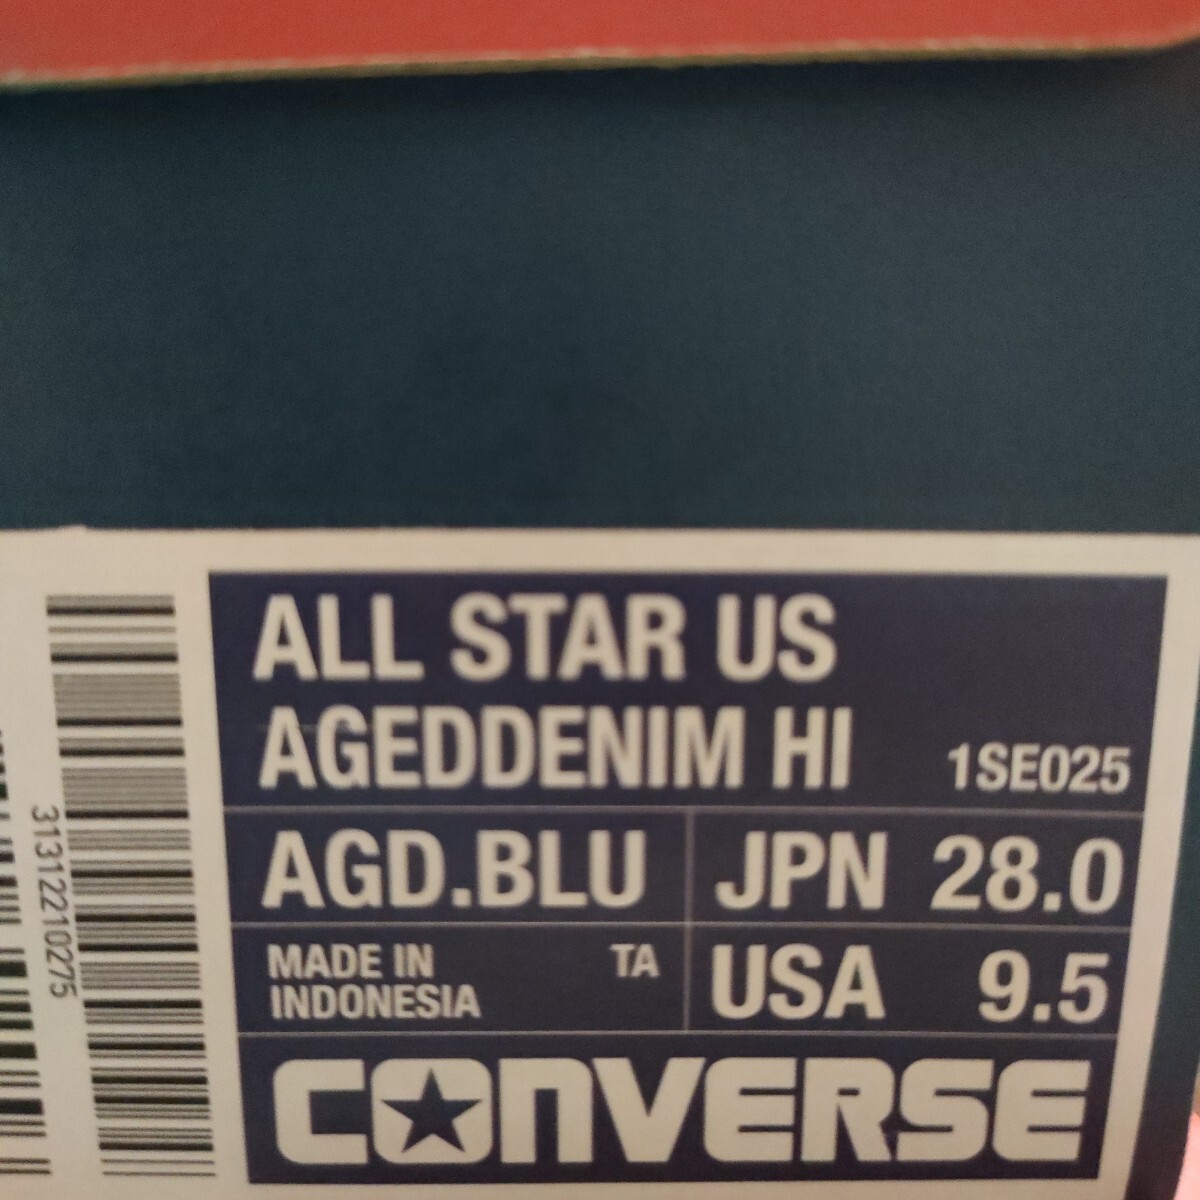 ALL STAR US
AGEDDENIM HI 1SE025
AGD.BLU JPN 28.0
MADE IN INDONESIA TA USA 9.5
CONVERSE
31312210275